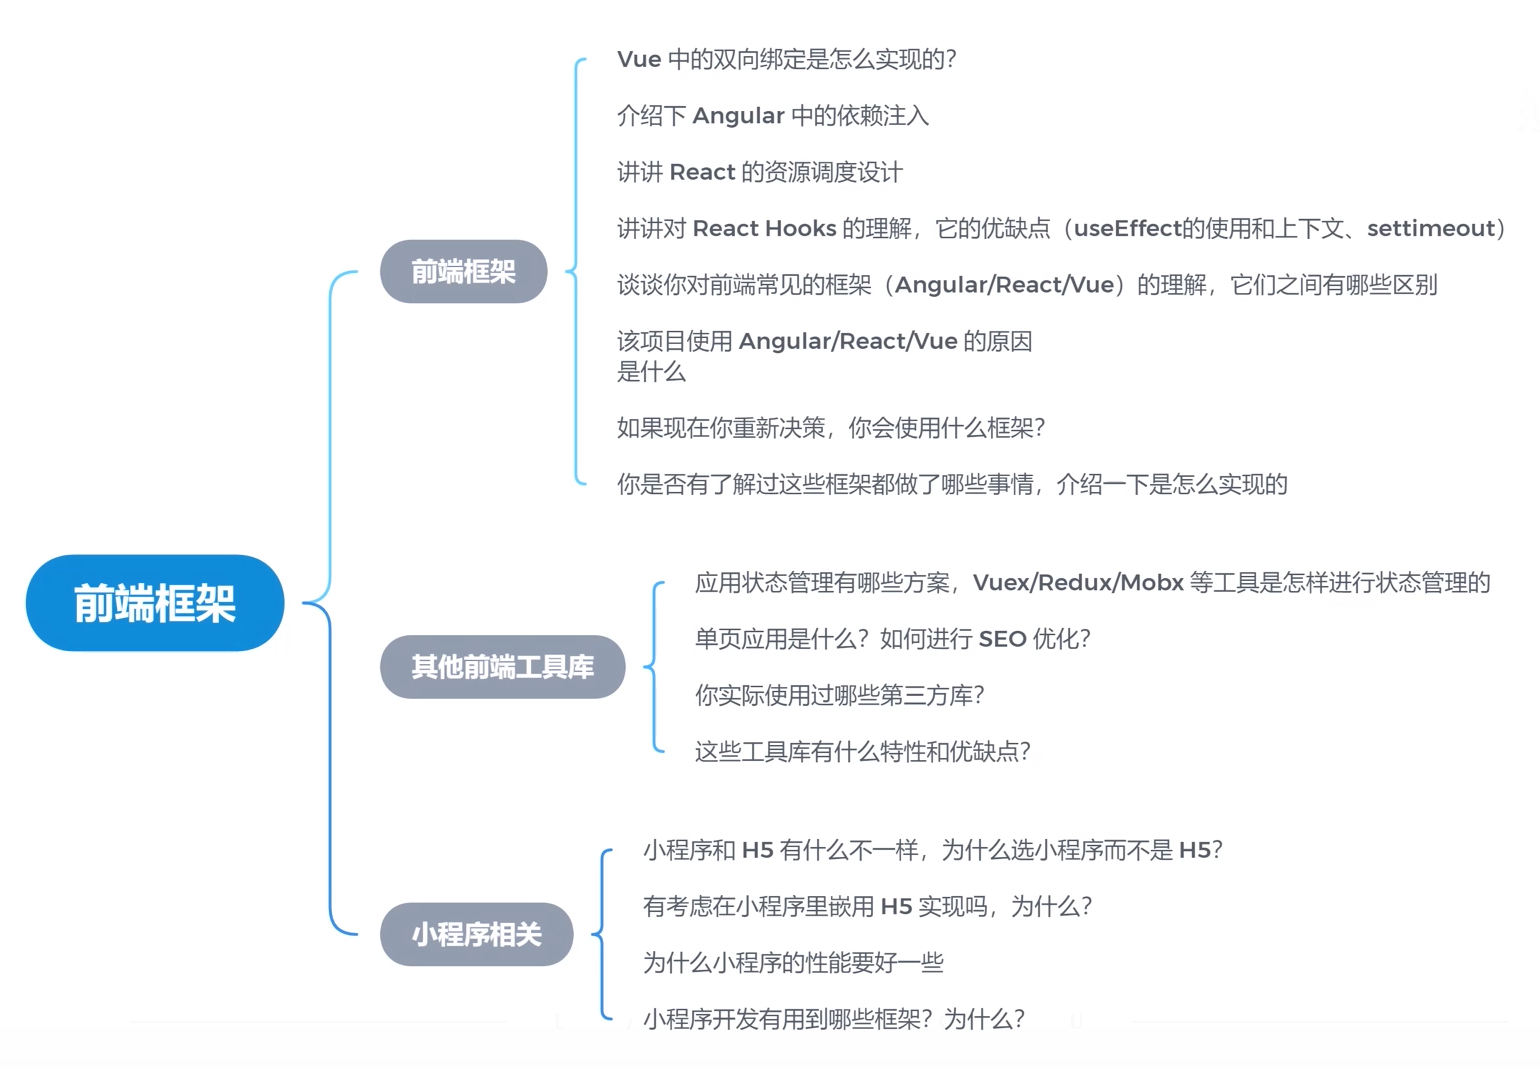 Vue 中的双向绑定是怎么实现的?
介绍下 Angular 中的依赖注入
讲讲 React 的资源调度设计
讲讲对 React Hooks 的理解，它的优缺点（useEffect的使用和上下文、settimeout）
前端框架
谈谈你对前端常见的框架（Angular/React/Vue）的理解，它们之间有哪些区别
该项目使用 Angular/React/Vue 的原因
是什么
如果现在你重新决策，你会使用什么框架?
你是否有了解过这些框架都做了哪些事情，介绍一下是怎么实现的
前端框架
应用状态管理有哪些方案，Vuex/Redux/Mobx 等工具是怎样进行状态管理的
单页应用是什么? 如何进行 SEO 优化?
其他前端工具库
你实际使用过哪些第三方库?
这些工具库有什么特性和优缺点?
小程序和 H5 有什么不一样，为什么选小程序而不是 H5?
有考虑在小程序里嵌用 H5 实现吗，为什么?
小程序相关
为什么小程序的性能要好一些
小程序开发有用到哪些框架? 为什么?